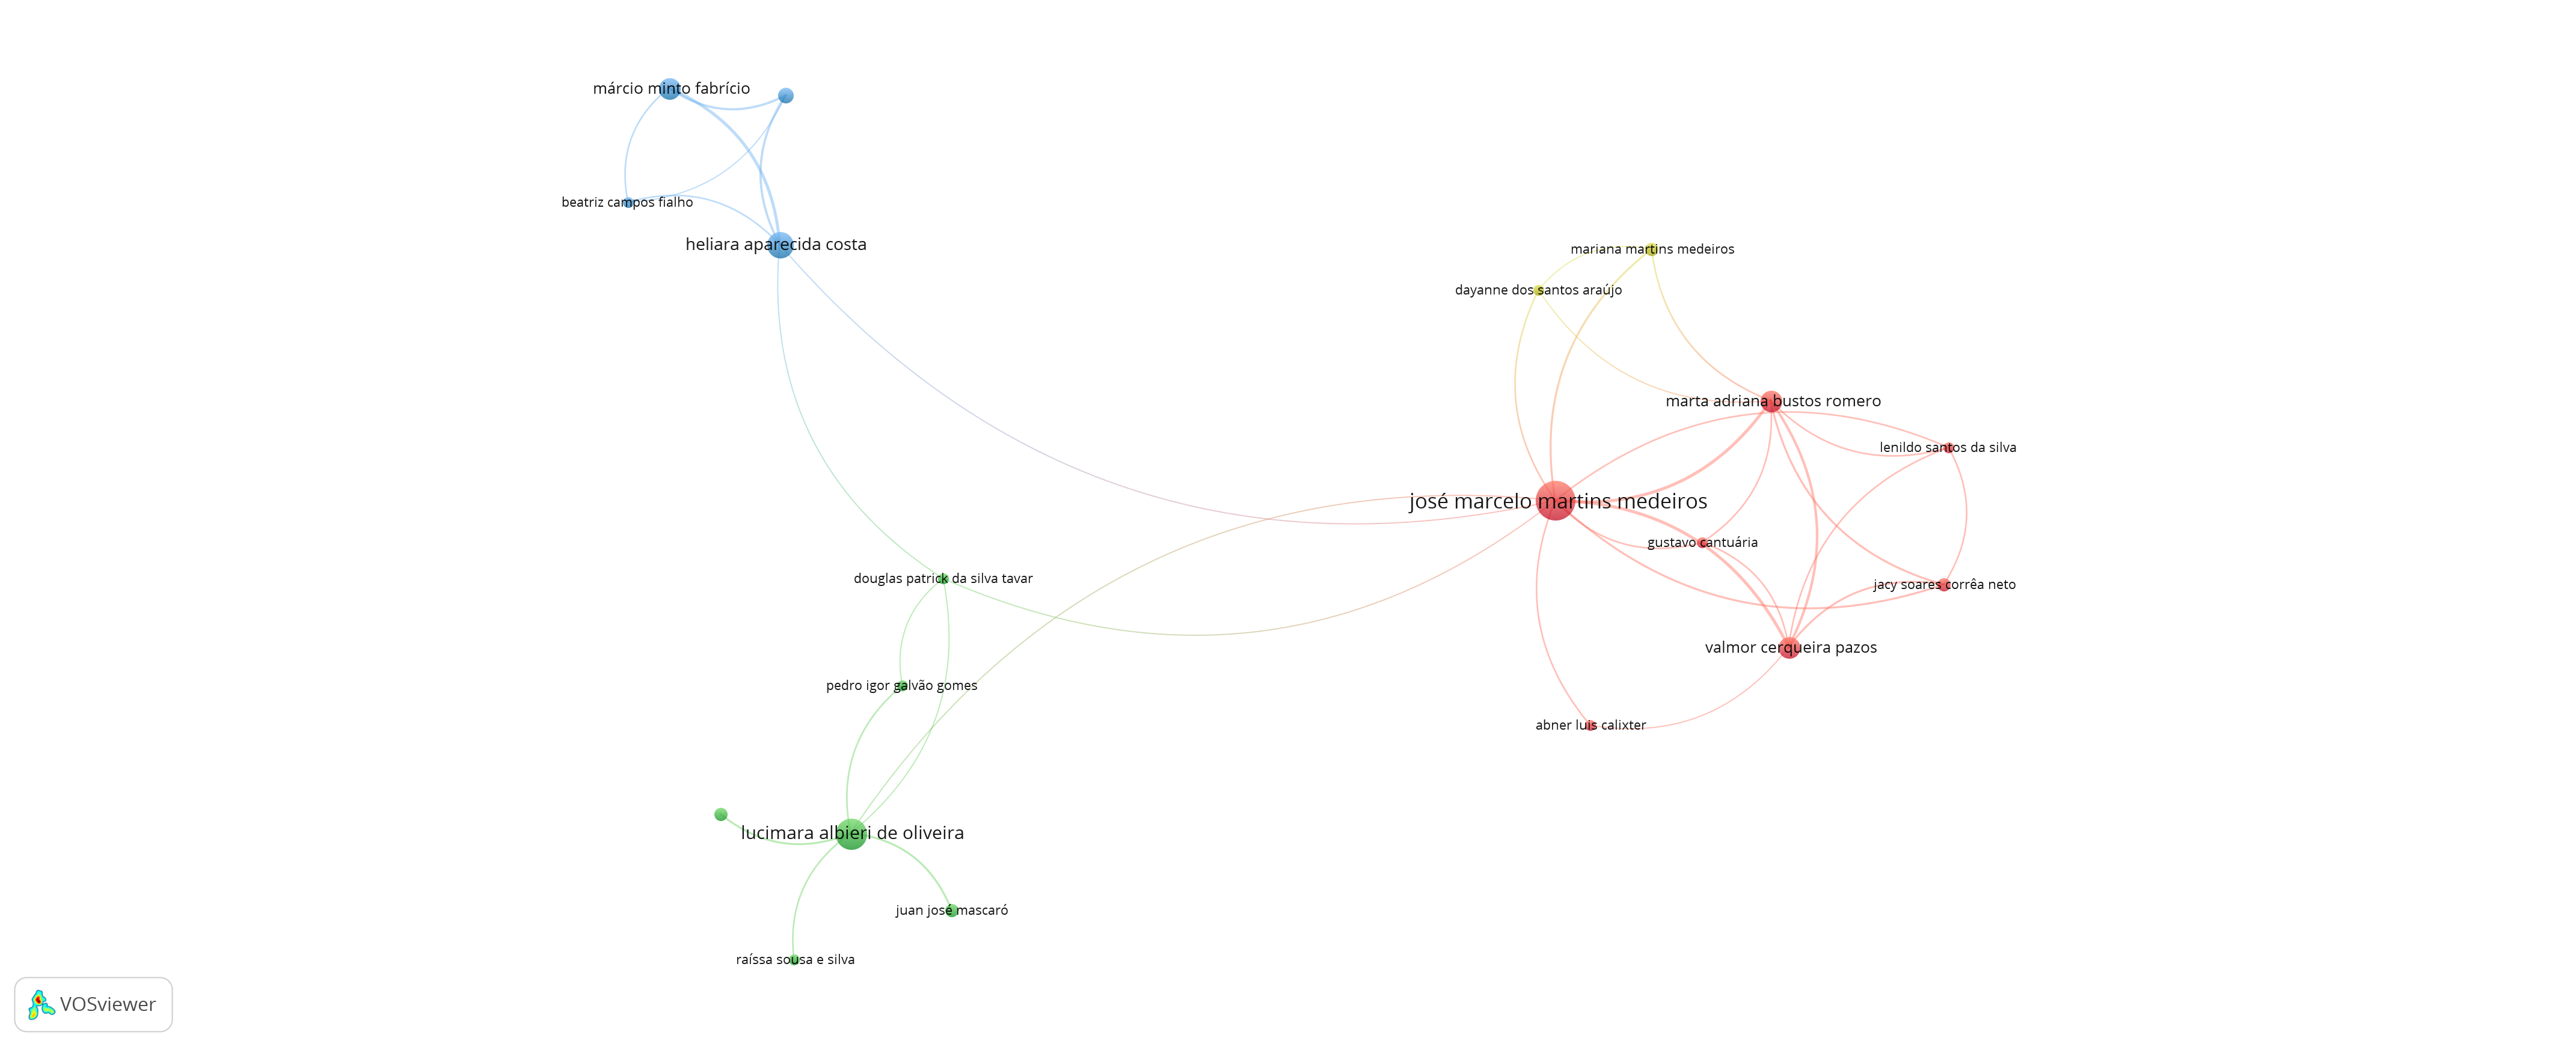 márcio minto fabrício
beatriz campos fialho
heliara aparecida costa
mariana martins medeiros
dayanne dos santos araújo
marta adriana bustos romero
lenildo santos da silva
josé marcelo martins medeiros
gustavo cantuária
douglas patrick da silva tavar
jacy soares corrêa neto
valmor cerqueira pazos
pedro igor galvão gomes
abner luis calixter
lucimara albieri de oliveira
juan josé mascaró
raíssa sousa e silva
VOSviewer